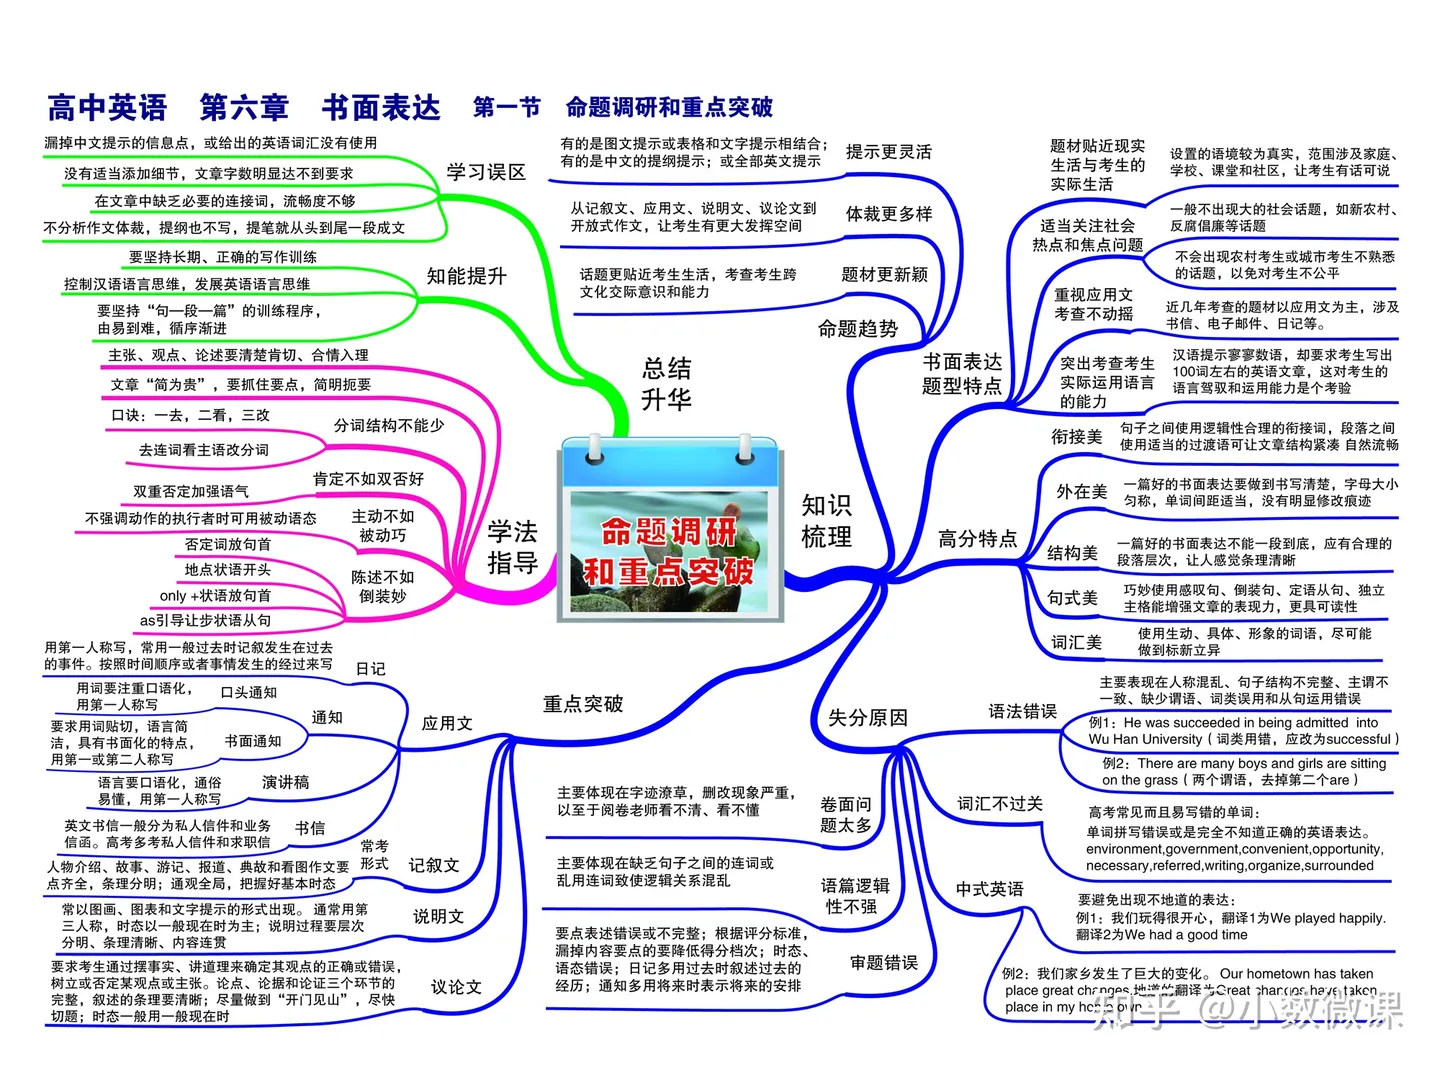 高中英语 第六章 书面表达 第一节 命题调研和重点突破
总结
升华
学习误区
漏掉中文提示的信息点，或给出的英语词汇没有使用
没有适当添加细节，文章字数明显达不到要求
在文章中缺乏必要的连接词，流畅度不够
不分析作文体裁，提纲也不写，提笔就从头到尾一段成文
知能提升
要坚持长期、正确的写作训练
控制汉语语言思维，发展英语语言思维
要坚持“句—段—篇”的训练程序，
由易到难，循序渐进
学法
指导
主张、观点、论述要清楚肯切、合情入理
文章“简为贵”，要抓住要点，简明扼要
分词结构不能少
口诀：一去，二看，三改
去连词看主语改分词
肯定不如双否好
双重否定加强语气
主动不如
被动巧
不强调动作的执行者时可用被动语态
陈述不如
倒装妙
否定词放句首
地点状语开头
only +状语放句首
as引导让步状语从句
命题调研
和重点突破
知识
梳理
命题趋势
提示更灵活
有的是图文提示或表格和文字提示相结合；
有的是中文的提纲提示；或全部英文提示
体裁更多样
从记叙文、应用文、说明文、议论文到
开放式作文，让考生有更大发挥空间
题材更新颖
话题更贴近考生生活，考查考生跨
文化交际意识和能力
书面表达
题型特点
题材贴近现实
生活与考生的
实际生活
设置的语境较为真实，范围涉及家庭、
学校、课堂和社区，让考生有话可说
适当关注社会
热点和焦点问题
一般不出现大的社会话题，如新农村、
反腐倡廉等话题
不会出现农村考生或城市考生不熟悉
的话题，以免对考生不公平
重视应用文
考查不动摇
近几年考查的题材以应用文为主，涉及
书信、电子邮件、日记等。
突出考查考生
实际运用语言
的能力
汉语提示寥寥数语，却要求考生写出
100词左右的英语文章，这对考生的
语言驾驭和运用能力是个考验
高分特点
衔接美
句子之间使用逻辑性合理的衔接词，段落之间
使用适当的过渡语可让文章结构紧凑 自然流畅
外在美
一篇好的书面表达要做到书写清楚，字母大小
匀称，单词间距适当，没有明显修改痕迹
结构美
一篇好的书面表达不能一段到底，应有合理的
段落层次，让人感觉条理清晰
句式美
巧妙使用感叹句、倒装句、定语从句、独立
主格能增强文章的表现力，更具可读性
词汇美
使用生动、具体、形象的词语，尽可能
做到标新立异
失分原因
语法错误
主要表现在人称混乱、句子结构不完整、主谓不
一致、缺少谓语、词类误用和从句运用错误
例1：He was succeeded in being admitted into
Wu Han University（词类用错，应改为successful）
例2：There are many boys and girls are sitting
on the grass（两个谓语，去掉第二个are）
词汇不过关
高考常见而且易写错的单词：
单词拼写错误或是完全不知道正确的英语表达。
environment,government,convenient,opportunity,
necessary,referred,writing,organize,surrounded
中式英语
要避免出现不地道的表达：
例1：我们玩得很开心，翻译1为We played happily.
翻译2为We had a good time
例2：我们家乡发生了巨大的变化。 Our hometown has taken
place great changes,地道的翻译为Great changes have taken
place in my hometown
卷面问
题太多
主要体现在字迹潦草，删改现象严重，
以至于阅卷老师看不清、看不懂
语篇逻辑
性不强
主要体现在缺乏句子之间的连词或
乱用连词致使逻辑关系混乱
审题错误
要点表述错误或不完整；根据评分标准，
漏掉内容要点的要降低得分档次；时态、
语态错误；日记多用过去时叙述过去的
经历；通知多用将来时表示将来的安排
重点突破
应用文
日记
用第一人称写，常用一般过去时记叙发生在过去
的事件。按照时间顺序或者事情发生的经过来写
通知
口头通知
用词要注重口语化，
用第一人称写
书面通知
要求用词贴切，语言简
洁，具有书面化的特点，
用第一或第二人称写
演讲稿
语言要口语化，通俗
易懂，用第一人称写
书信
英文书信一般分为私人信件和业务
信函。高考多考私人信件和求职信
记叙文
常考
形式
人物介绍、故事、游记、报道、典故和看图作文要
点齐全，条理分明；通观全局，把握好基本时态
说明文
常以图画、图表和文字提示的形式出现。 通常用第
三人称，时态以一般现在时为主；说明过程要层次
分明、条理清晰、内容连贯
议论文
要求考生通过摆事实、讲道理来确定其观点的正确或错误，
树立或否定某观点或主张。论点、论据和论证三个环节的
完整，叙述的条理要清晰；尽量做到“开门见山”，尽快
切题；时态一般用一般现在时
知乎 @小数微课